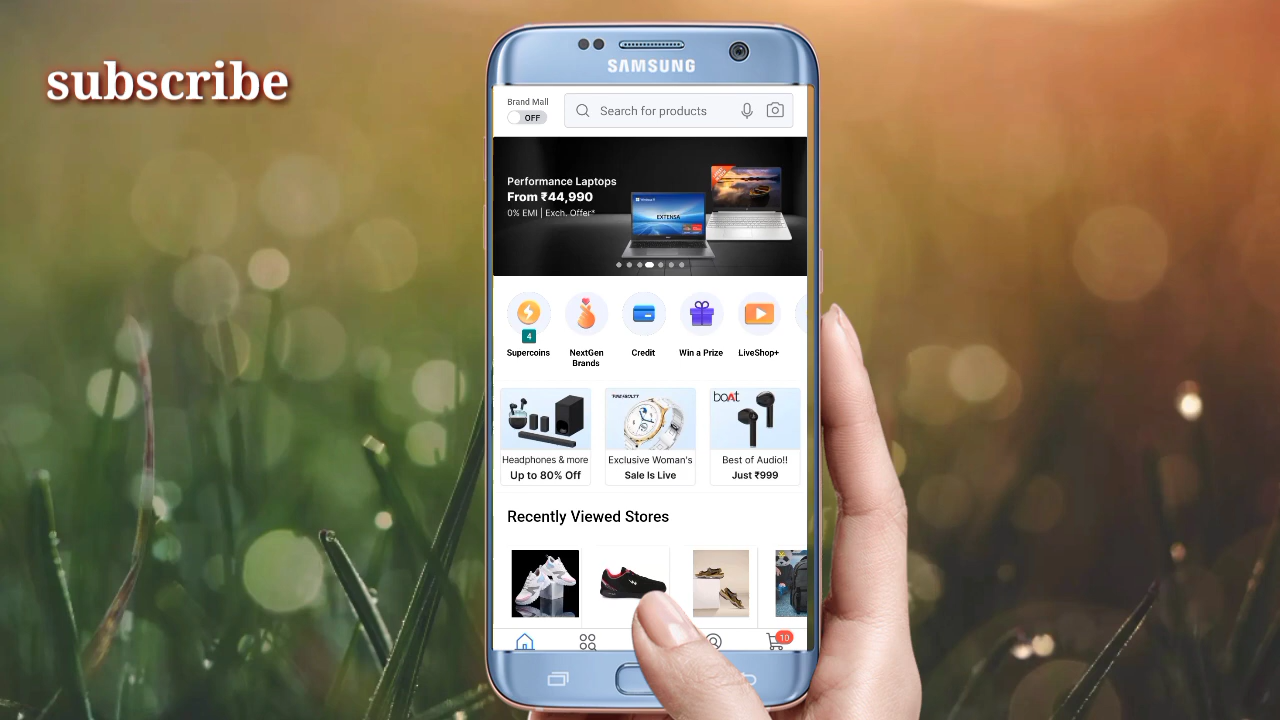 subscribe
SAMSUNG
Brand Mall
OFF
Search for products
Performance Laptops
From ₹44,990
0% EMI | Exch. Offer*
EXTENSA
4
Supercoins
NextGen
Brands
Credit
Win a Prize
LiveShop+
Headphones & more
Up to 80% Off
Exclusive Woman's
Sale Is Live
boAt
Best of Audio!!
Just ₹999
Recently Viewed Stores
10